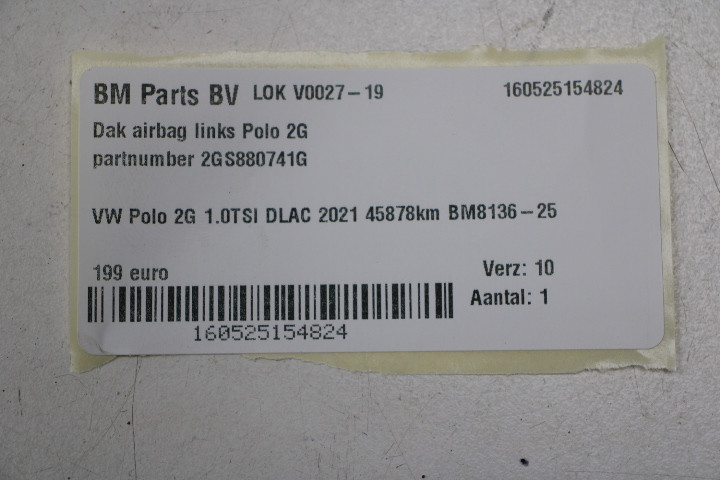 BM Parts BV LOK V0027-19 160525154824
Dak airbag links Polo 2G
partnumber 2GS880741G
VW Polo 2G 1.0TSI DLAC 2021 45878km BM8136-25
199 euro Verz: 10
Aantal: 1
160525154824